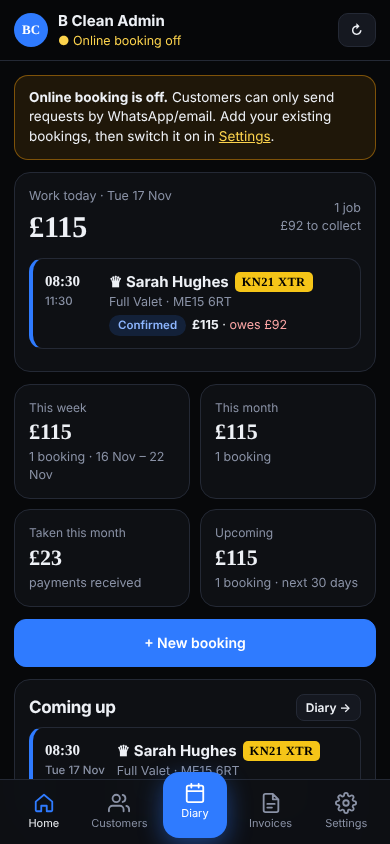 BC
B Clean Admin
Online booking off
Online booking is off. Customers can only send
requests by WhatsApp/email. Add your existing
bookings, then switch it on in Settings.
Work today · Tue 17 Nov
£115
1 job
£92 to collect
08:30
11:30
♛ Sarah Hughes KN21 XTR
Full Valet · ME15 6RT
Confirmed £115 · owes £92
This week
£115
1 booking · 16 Nov – 22
Nov
This month
£115
1 booking
Taken this month
£23
payments received
Upcoming
£115
1 booking · next 30 days
+ New booking
Coming up
Diary →
08:30
Tue 17 Nov
♛ Sarah Hughes KN21 XTR
Full Valet · ME15 6RT
Home
Customers
Diary
Invoices
Settings